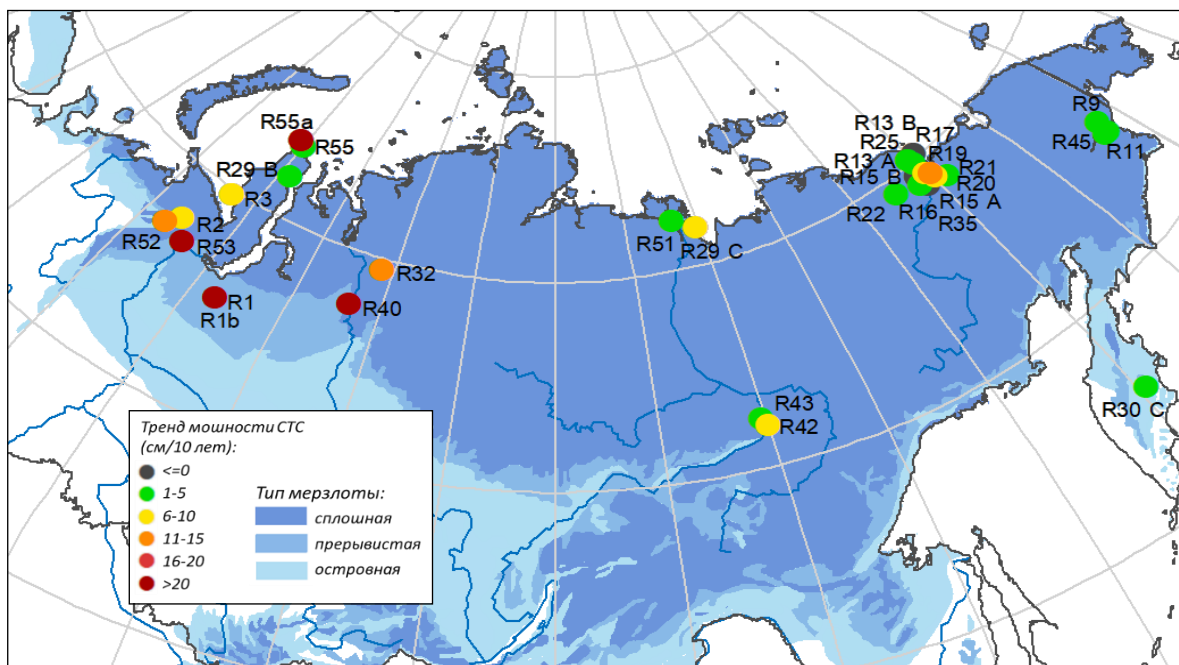 R9
R13 B
R17
R55a
R25
R45
R11
R55
R19
R13 A
R29 B
R21
R15 B
R3
R20
R15 A
R22
R16
R2
R35
R52
R53
R51
R29 C
R32
R1
R40
R1b
R43
R30 C
R42
Тренд мошности СТС
(см/10 лет):
<=0
1-5
6-10
11-15
16-20
>20
Тип мерзлоты:
сплошная
прерывистая
островная